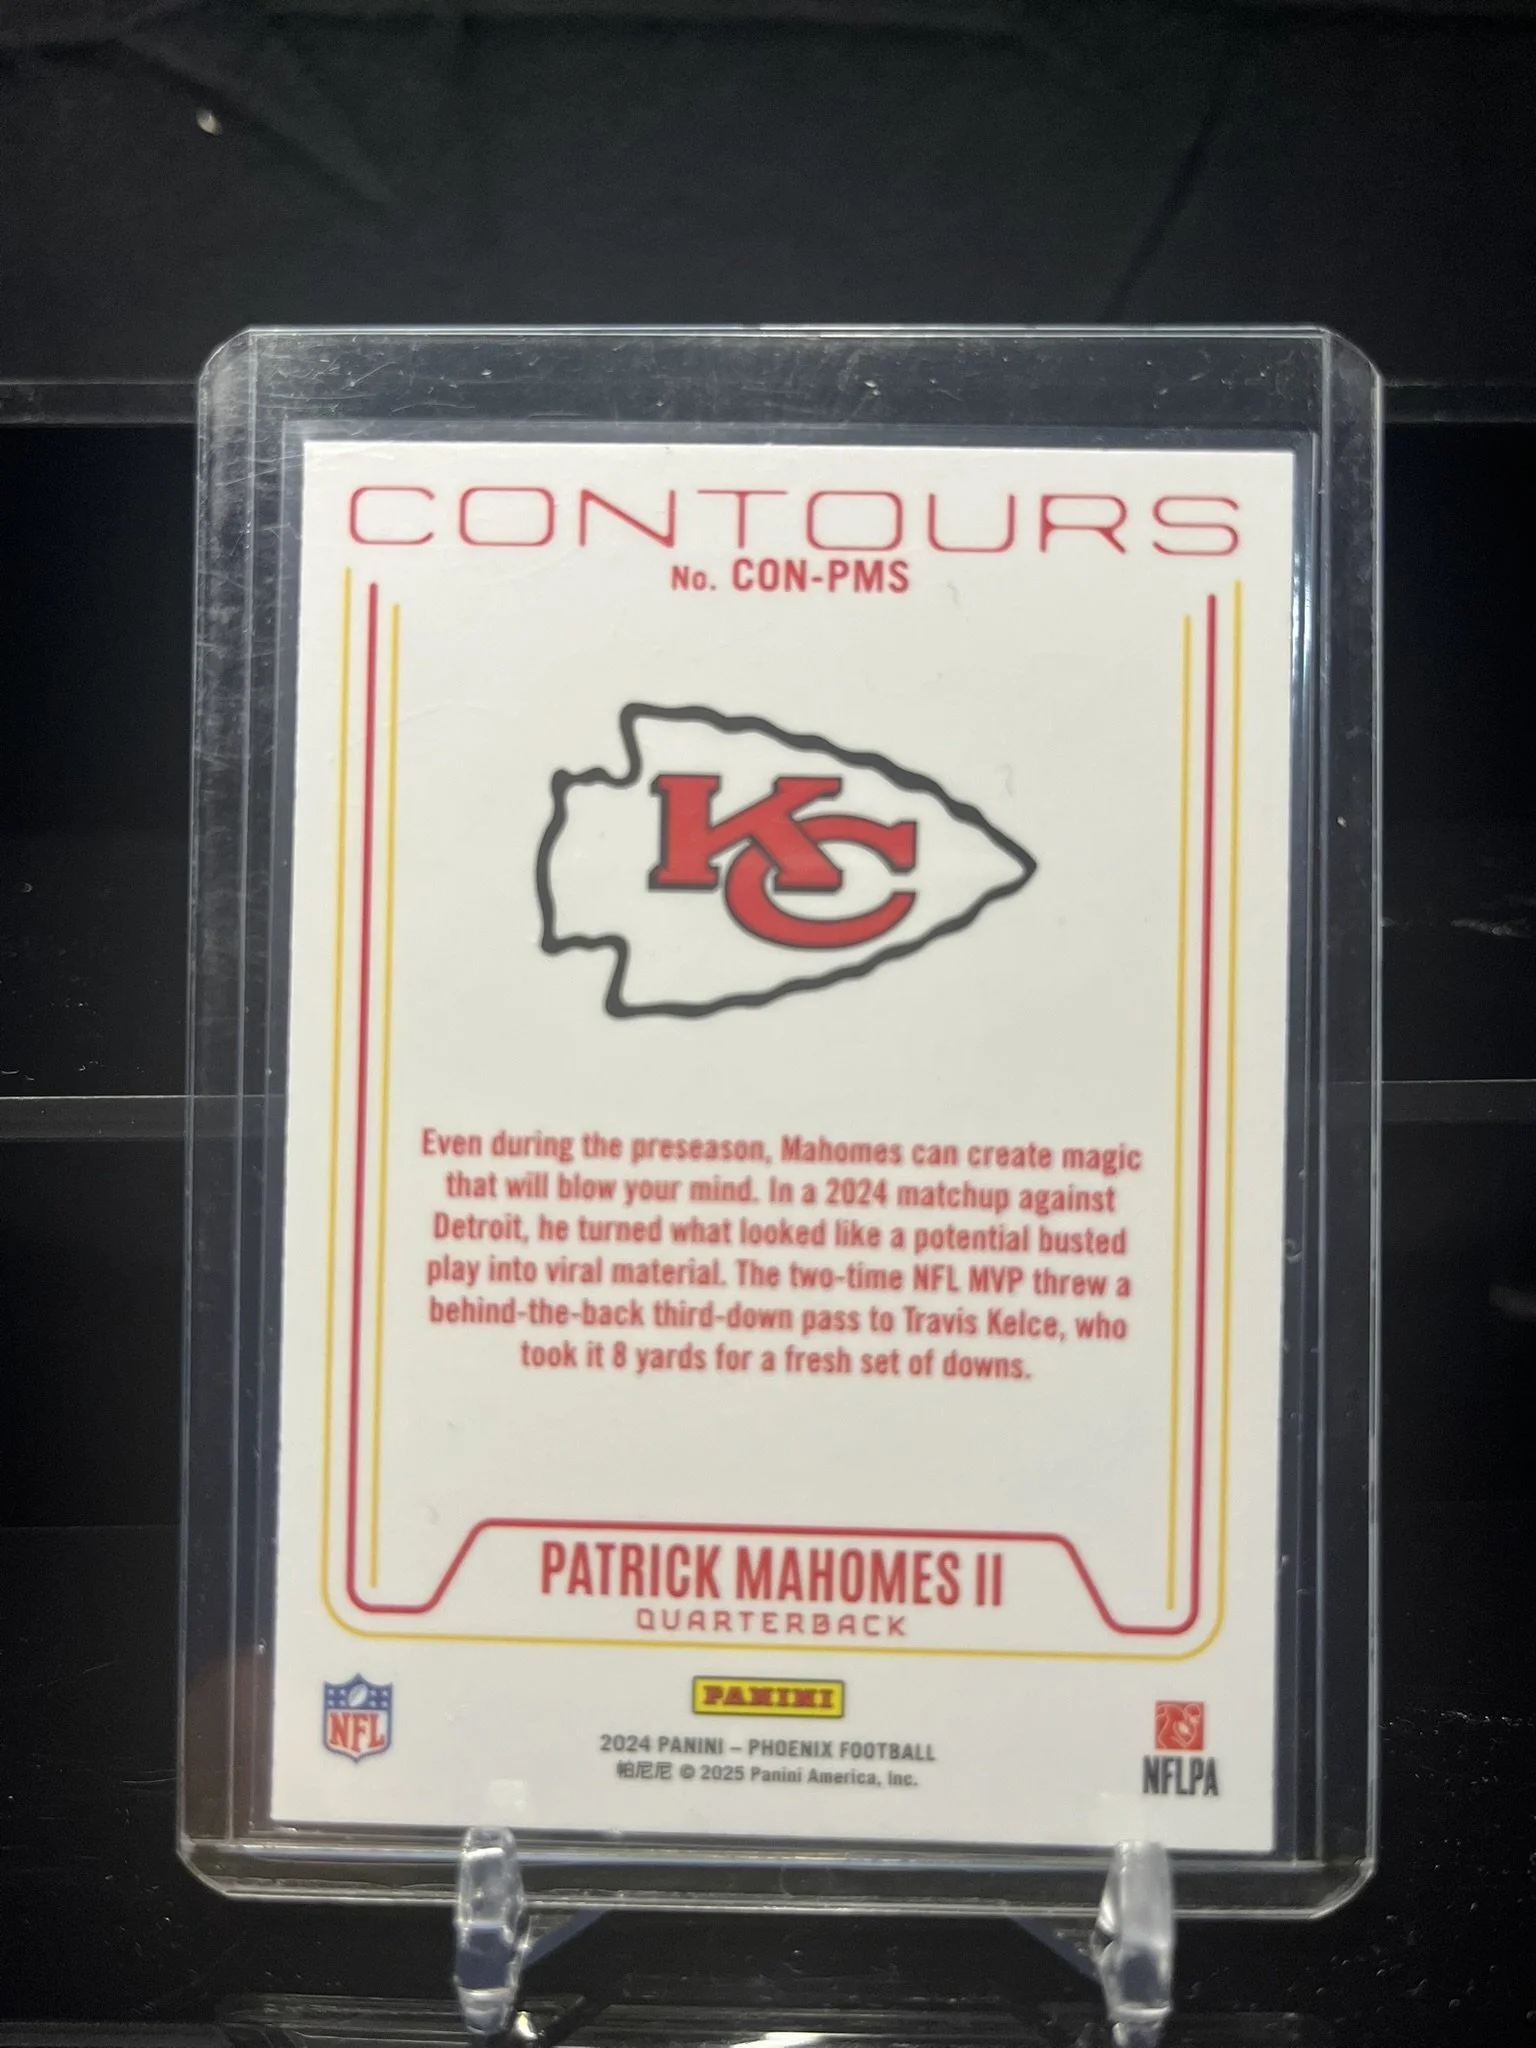 CONTOURS
No. CON-PMS
KC
Even during the preseason, Mahomes can create magic
that will blow your mind. In a 2024 matchup against
Detroit, he turned what looked like a potential busted
play into viral material. The two-time NFL MVP threw a
behind-the-back third-down pass to Travis Kelce, who
took it 8 yards for a fresh set of downs.
PATRICK MAHOMES II
QUARTERBACK
NFL
PANINI
2024 PANINI – PHOENIX FOOTBALL
帕尼尼 © 2025 Panini America, Inc.
NFLPA